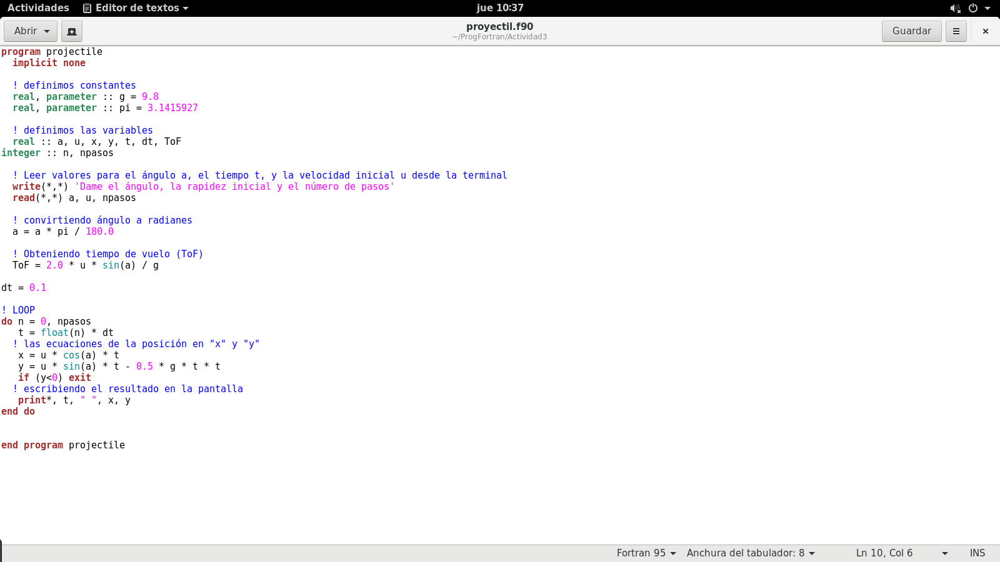 Actividades Editor de textos jue 10:37
Abrir proyectil.f90 Guardar
~/ProgFortran/Actividad3
program projectile
  implicit none

  ! definimos constantes
  real, parameter :: g = 9.8
  real, parameter :: pi = 3.1415927

  ! definimos las variables
  real :: a, u, x, y, t, dt, ToF
integer :: n, npasos

  ! Leer valores para el ángulo a, el tiempo t, y la velocidad inicial u desde la terminal
  write(*,*) 'Dame el ángulo, la rapidez inicial y el número de pasos'
  read(*,*) a, u, npasos

  ! convirtiendo ángulo a radianes
  a = a * pi / 180.0

  ! Obteniendo tiempo de vuelo (ToF)
  ToF = 2.0 * u * sin(a) / g

dt = 0.1

! LOOP
do n = 0, npasos
   t = float(n) * dt
  ! las ecuaciones de la posición en "x" y "y"
   x = u * cos(a) * t
   y = u * sin(a) * t - 0.5 * g * t * t
   if (y<0) exit
  ! escribiendo el resultado en la pantalla
   print*, t, " ", x, y
end do


end program projectile
Fortran 95 Anchura del tabulador: 8 Ln 10, Col 6 INS